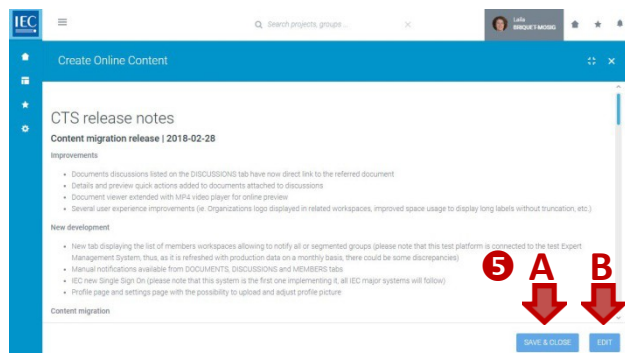 IEC
Search projects, groups ...
Leila
BRIQUET-MOSIG
Create Online Content
CTS release notes
Content migration release | 2018-02-28
Improvements
Documents discussions listed on the DISCUSSIONS tab have now direct link to the referred document
Details and preview quick actions added to documents attached to discussions
Document viewer extended with MP4 video player for online preview
Several user experience improvements (ie. Organizations logo displayed in related workspaces, improved space usage to display long labels without truncation, etc.)
New development
New tab displaying the list of members workspaces allowing to notify all or segmented groups (please note that this test platform is connected to the test Expert
Management System, thus, as it is refreshed with production data on a monthly basis, there could be some discrepancies)
Manual notifications available from DOCUMENTS, DISCUSSIONS and MEMBERS tabs
IEC new Single Sign On (please note that this system is the first one implementing it, all IEC major systems will follow)
Profile page and settings page with the possibility to upload and adjust profile picture
Content migration
5 A B
SAVE & CLOSE EDIT